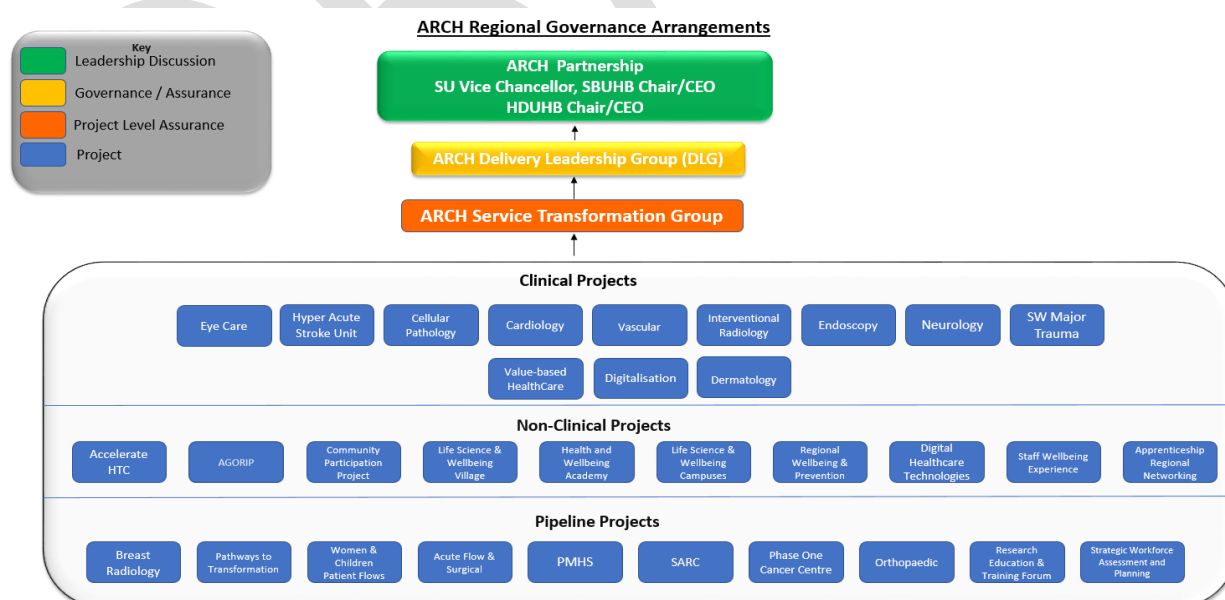 ARCH Regional Governance Arrangements
Key
Leadership Discussion
Governance / Assurance
Project Level Assurance
Project
ARCH Partnership
SU Vice Chancellor, SBUHB Chair/CEO
HDUHB Chair/CEO
ARCH Delivery Leadership Group (DLG)
ARCH Service Transformation Group
Clinical Projects
Eye Care
Hyper Acute
Stroke Unit
Cellular
Pathology
Cardiology
Vascular
Interventional
Radiology
Endoscopy
Neurology
SW Major
Trauma
Value-based
HealthCare
Digitalisation
Dermatology
Non-Clinical Projects
Accelerate
HTC
AGORIP
Community
Participation
Project
Life Science &
Wellbeing
Village
Health and
Wellbeing
Academy
Life Science &
Wellbeing
Campuses
Regional
Wellbeing &
Prevention
Digital
Healthcare
Technologies
Staff Wellbeing
Experience
Apprenticeship
Regional
Networking
Pipeline Projects
Breast
Radiology
Pathways to
Transformation
Women &
Children
Patient Flows
Acute Flow &
Surgical
PMHS
SARC
Phase One
Cancer Centre
Orthopaedic
Research
Education &
Training Forum
Strategic Workforce
Assessment and
Planning